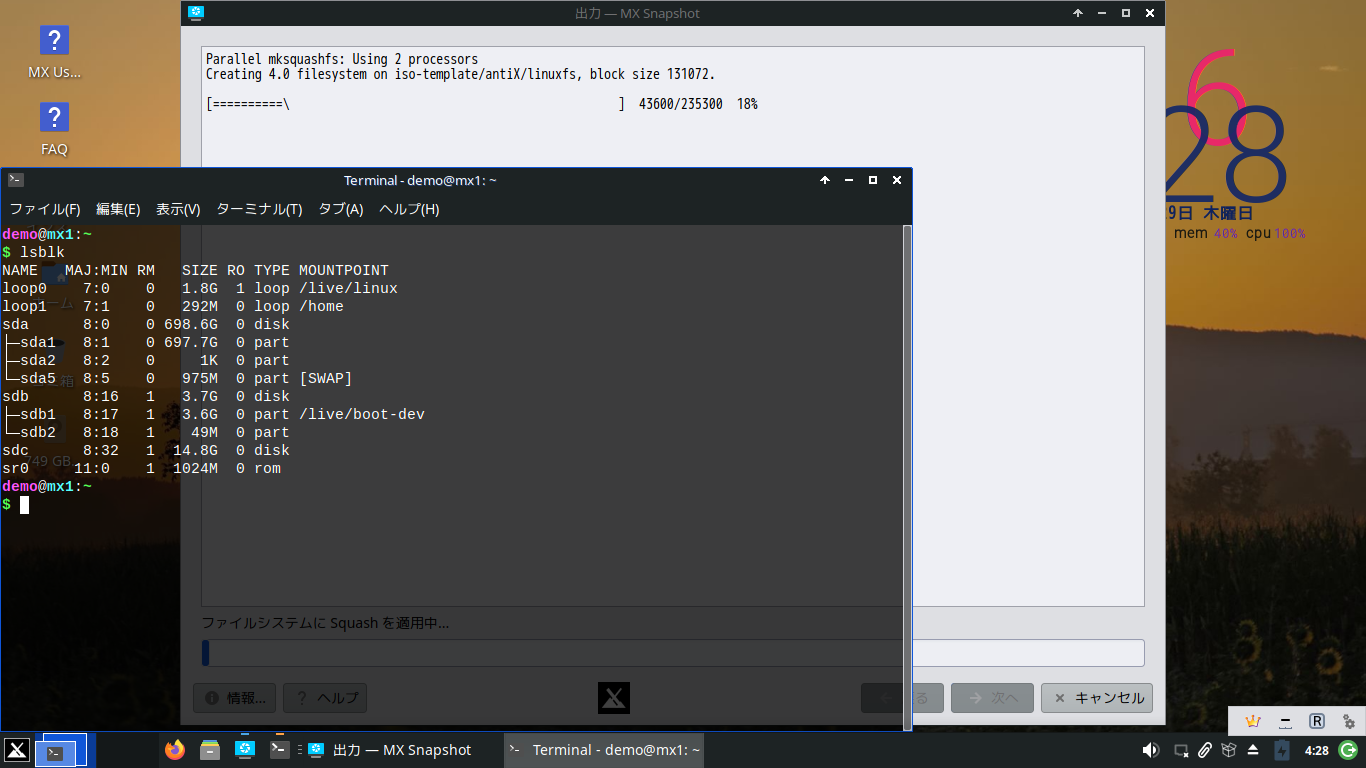 出力 — MX Snapshot
MX Us...
FAQ
Parallel mksquashfs: Using 2 processors
Creating 4.0 filesystem on iso-template/antiX/linuxfs, block size 131072.
[==========\ ] 43600/235300 18%
6
28
9日 木曜日
mem 40% cpu 100%
Terminal - demo@mx1: ~
ファイル(F) 編集(E) 表示(V) ターミナル(T) タブ(A) ヘルプ(H)
demo@mx1:~
$ lsblk
NAME MAJ:MIN RM SIZE RO TYPE MOUNTPOINT
loop0 7:0 0 1.8G 1 loop /live/linux
loop1 7:1 0 292M 0 loop /home
sda 8:0 0 698.6G 0 disk
├─sda1 8:1 0 697.7G 0 part
├─sda2 8:2 0 1K 0 part
└─sda5 8:5 0 975M 0 part [SWAP]
sdb 8:16 1 3.7G 0 disk
├─sdb1 8:17 1 3.6G 0 part /live/boot-dev
└─sdb2 8:18 1 49M 0 part
sdc 8:32 1 14.8G 0 disk
sr0 11:0 1 1024M 0 rom
demo@mx1:~
$
749 GB
ファイルシステムに Squash を適用中...
情報... ヘルプ る 次へ キャンセル
R
出力 — MX Snapshot Terminal - demo@mx1: ~ 4:28